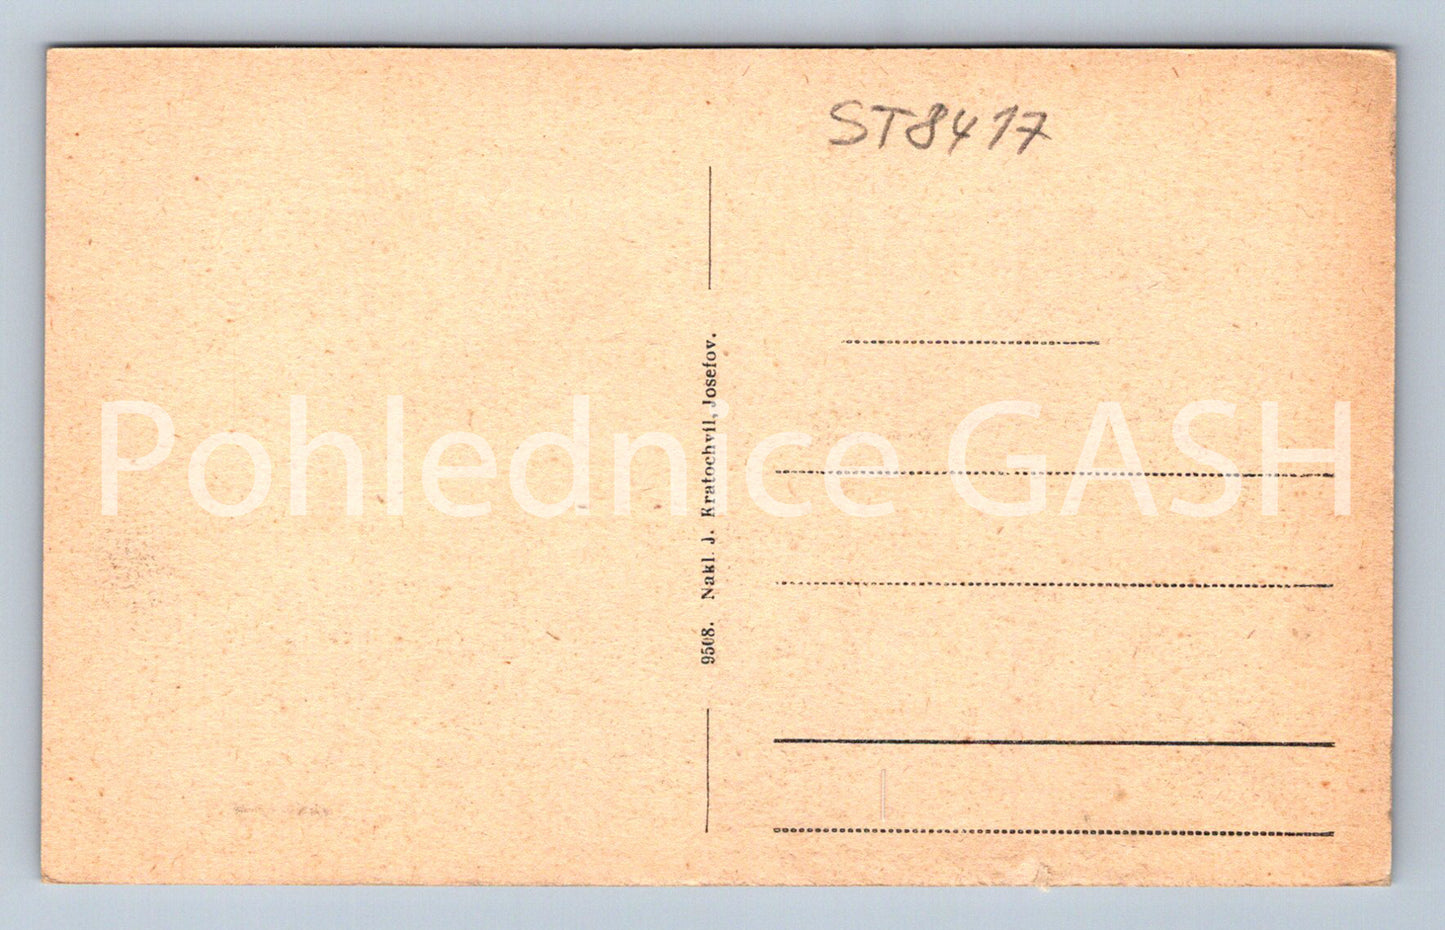 ST8417
9508. Nakl. J. Kratochvíl, Josefov.
Pohlednice GASH